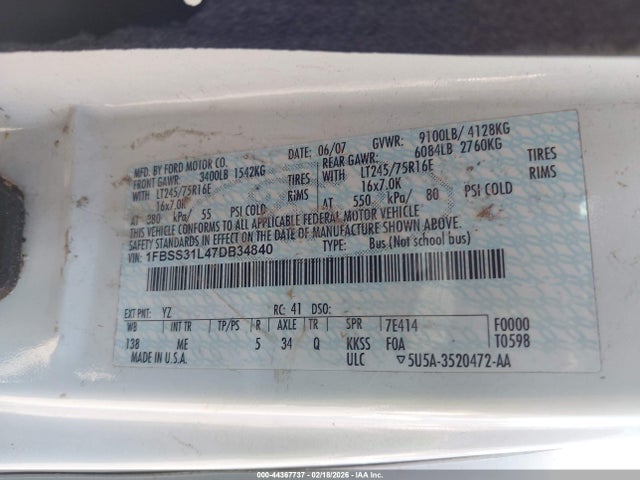 MFD. BY FORD MOTOR CO. DATE: 06/07 GVWR: 9100LB/ 4128KG
FRONT GAWR: 3400LB 1542KG REAR GAWR: 6084LB 2760KG
WITH LT245/75R16E TIRES WITH LT245/75R16E TIRES
16x7.0K RIMS 16x7.0K RIMS
AT 380 kPa/ 55 PSI COLD AT 550 kPa/ 80 PSI COLD
THIS VEHICLE CONFORMS TO ALL APPLICABLE FEDERAL MOTOR VEHICLE
SAFETY STANDARDS IN EFFECT ON THE DATE OF MANUFACTURE SHOWN ABOVE.
VIN: 1FBSS31L47DB34840 TYPE: Bus (Not school bus)
EXT PNT: YZ RC: 41 DSO:
WB INT TR TP/PS R AXLE TR SPR 7E414 F0000
138 ME 5 34 Q KKSS F0A T0598
MADE IN U.S.A. ULC ▽5U5A-3520472-AA
000-44367737 - 02/18/2026 - IAA Inc.